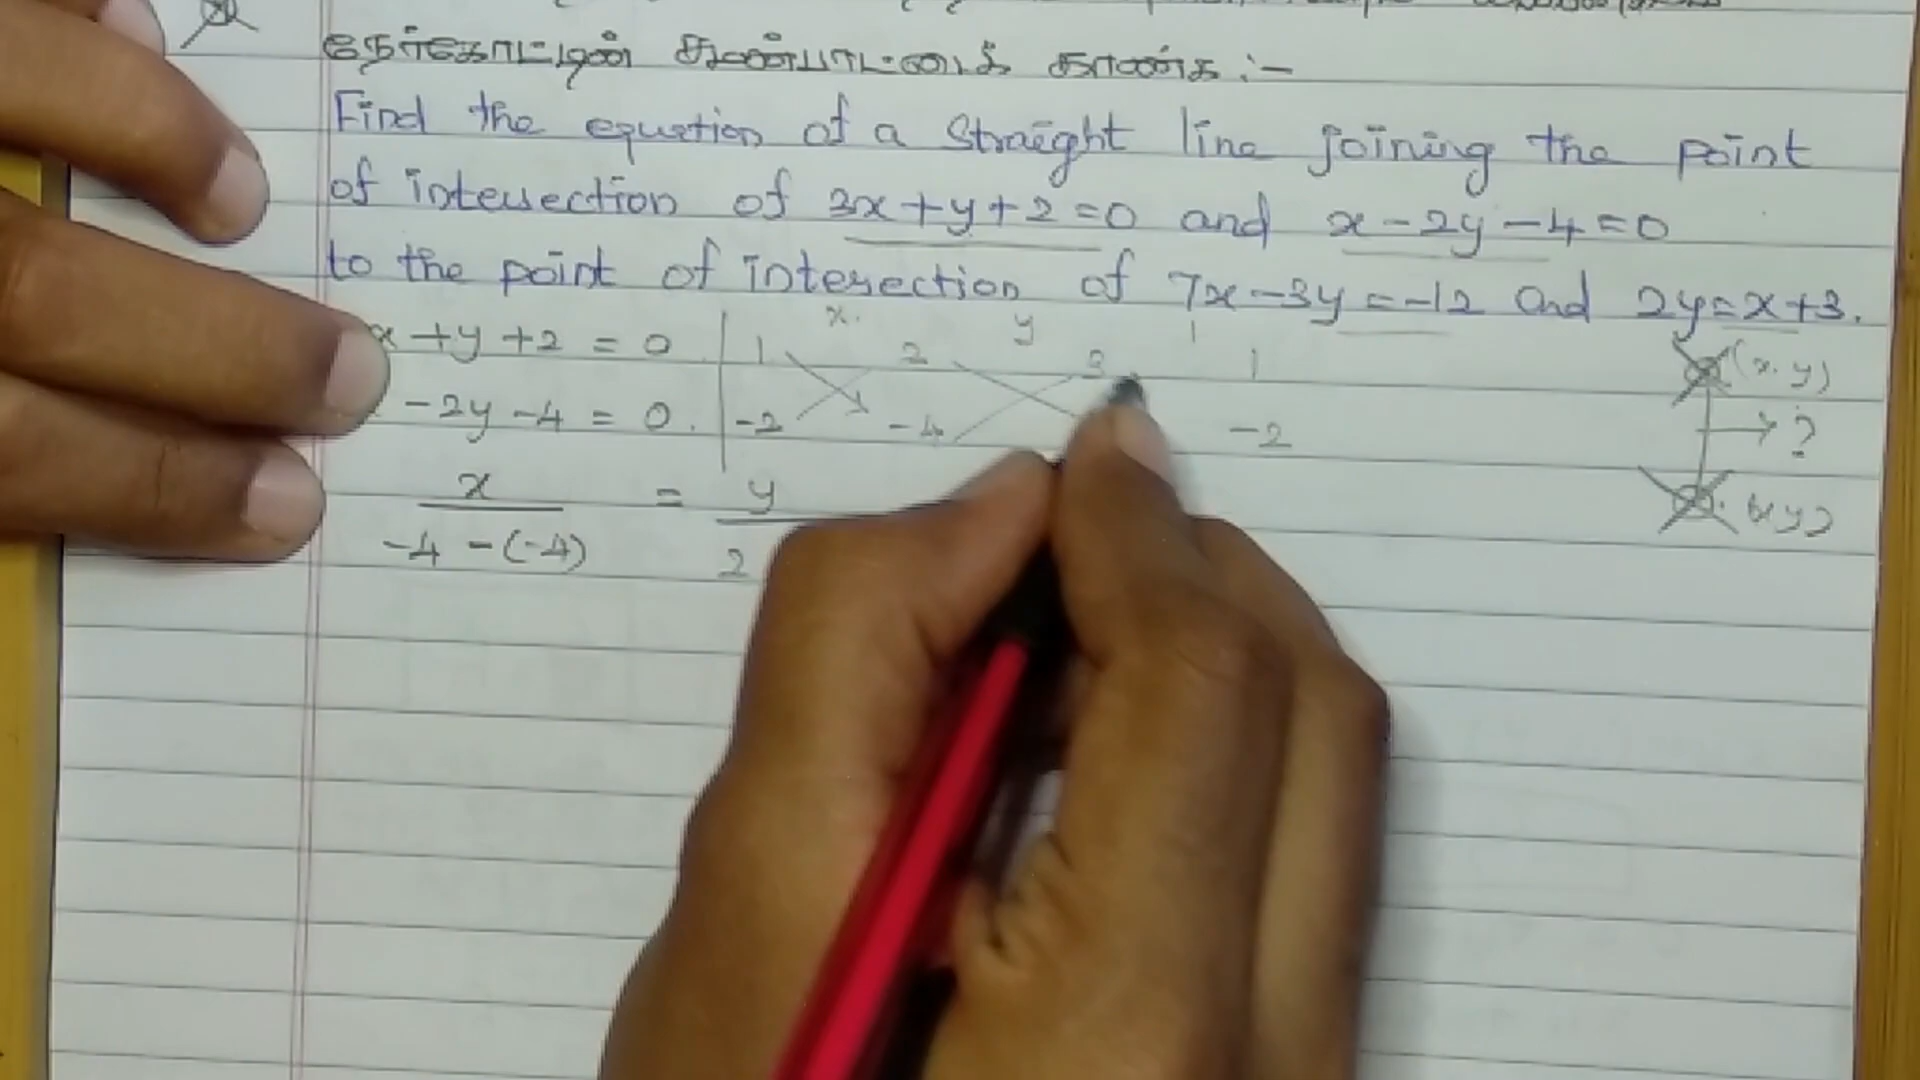 நேர்கோட்டின் சமன்பாட்டைக் காண்க :-
Find the equation of a Straight line joining the point
of intersection of 3x+y+2=0 and x-2y-4=0
to the point of intersection of 7x-3y=-12 and 2y=x+3.
x+y+2=0 1 x 2 y 3 1 1 (x.y)
-2y-4=0. -2 -4 -2 → ?
x = y
-4-(-4) 2 (x y)